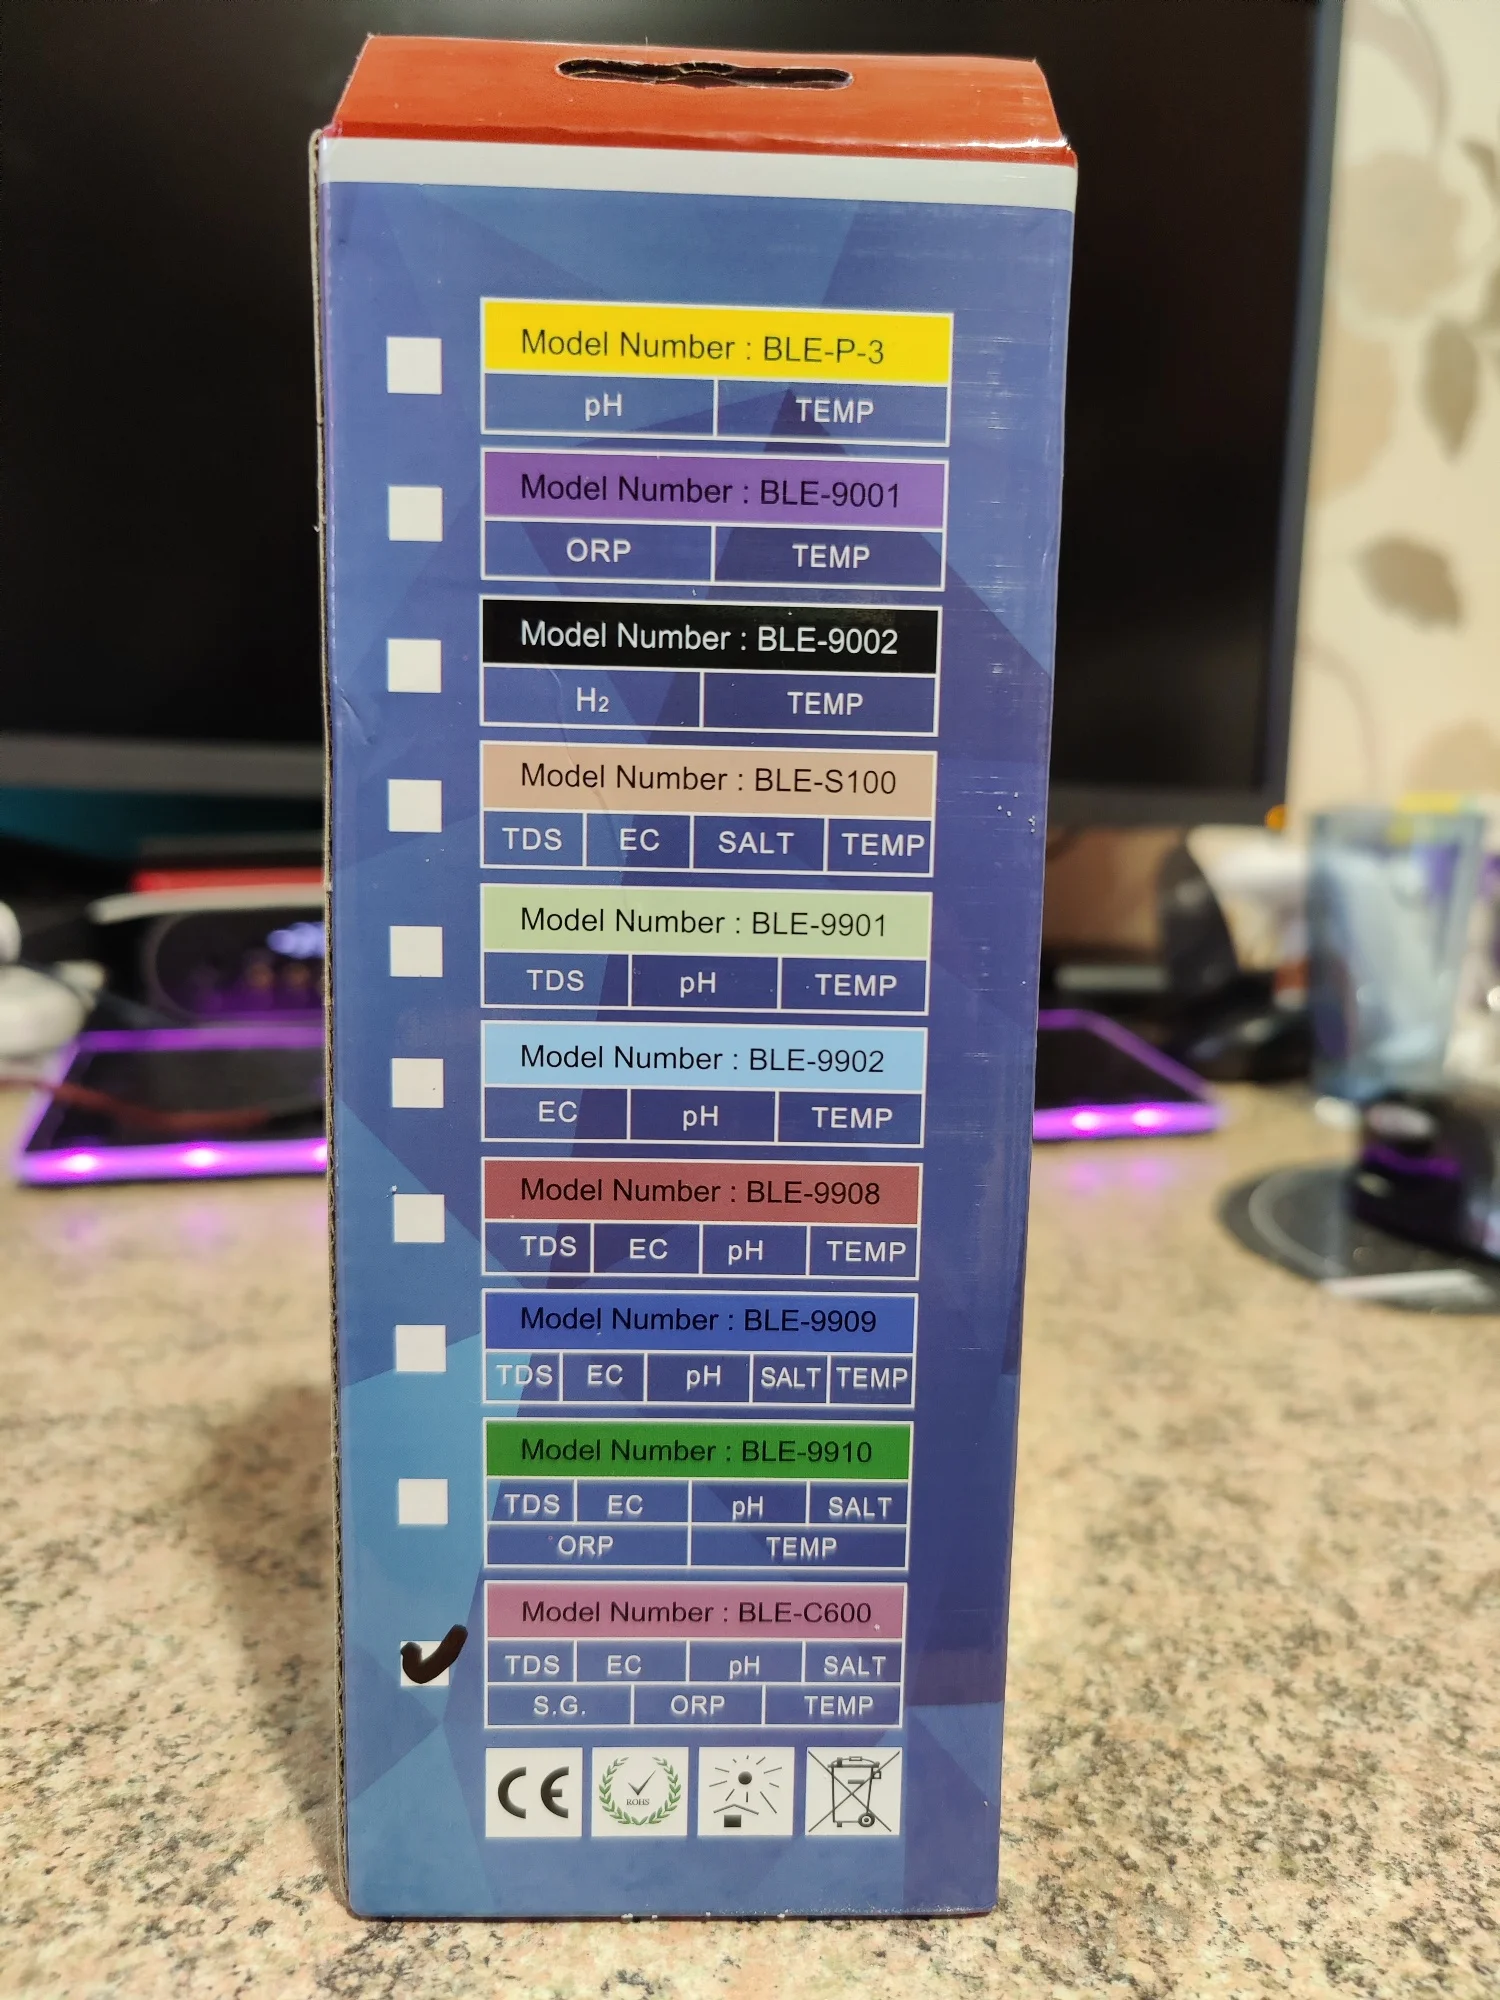 Model Number : BLE-P-3
pH TEMP
Model Number : BLE-9001
ORP TEMP
Model Number : BLE-9002
H₂ TEMP
Model Number : BLE-S100
TDS EC SALT TEMP
Model Number : BLE-9901
TDS pH TEMP
Model Number : BLE-9902
EC pH TEMP
Model Number : BLE-9908
TDS EC pH TEMP
Model Number : BLE-9909
TDS EC pH SALT TEMP
Model Number : BLE-9910
TDS EC pH SALT
ORP TEMP
Model Number : BLE-C600
TDS EC pH SALT
S.G. ORP TEMP
CE ROHS